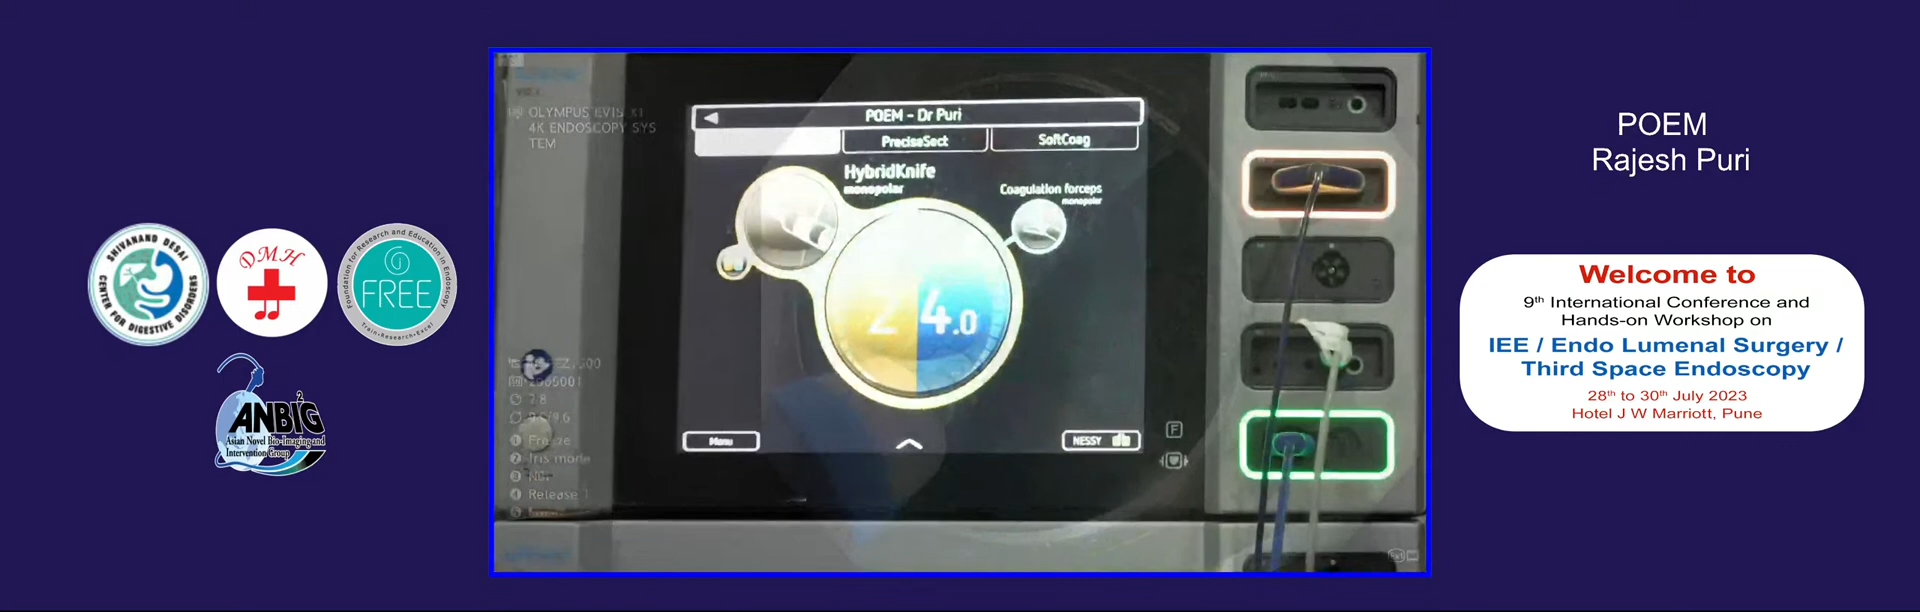 SHIVANAND DESAI
CENTER FOR DIGESTIVE DISORDERS
DMH
Foundation for Research and Education in Endoscopy
FREE
Train•Research•Excel
ANBI2G
Asian Novel Bio-Imaging and
Intervention Group
OLYMPUS EVIS X1
4K ENDOSCOPY SYS
TEM
7.8
Freeze
Iris mode
Release 1
POEM - Dr Puri
PreciseSect
SoftCoag
HybridKnife
monopolar
Coagulation forceps
monopolar
4.0
Menu
NESSY
F
POEM
Rajesh Puri
Welcome to
9th International Conference and
Hands-on Workshop on
IEE / Endo Lumenal Surgery /
Third Space Endoscopy
28th to 30th July 2023
Hotel J W Marriott, Pune